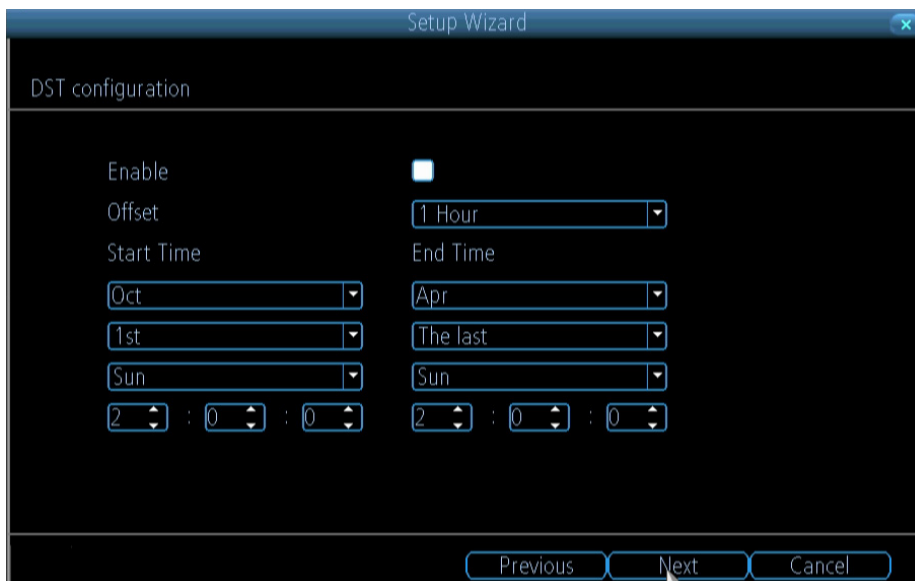 Setup Wizard
DST configuration
Enable
Offset 1 Hour
Start Time End Time
Oct Apr
1st The last
Sun Sun
2 : 0 : 0 2 : 0 : 0
Previous Next Cancel